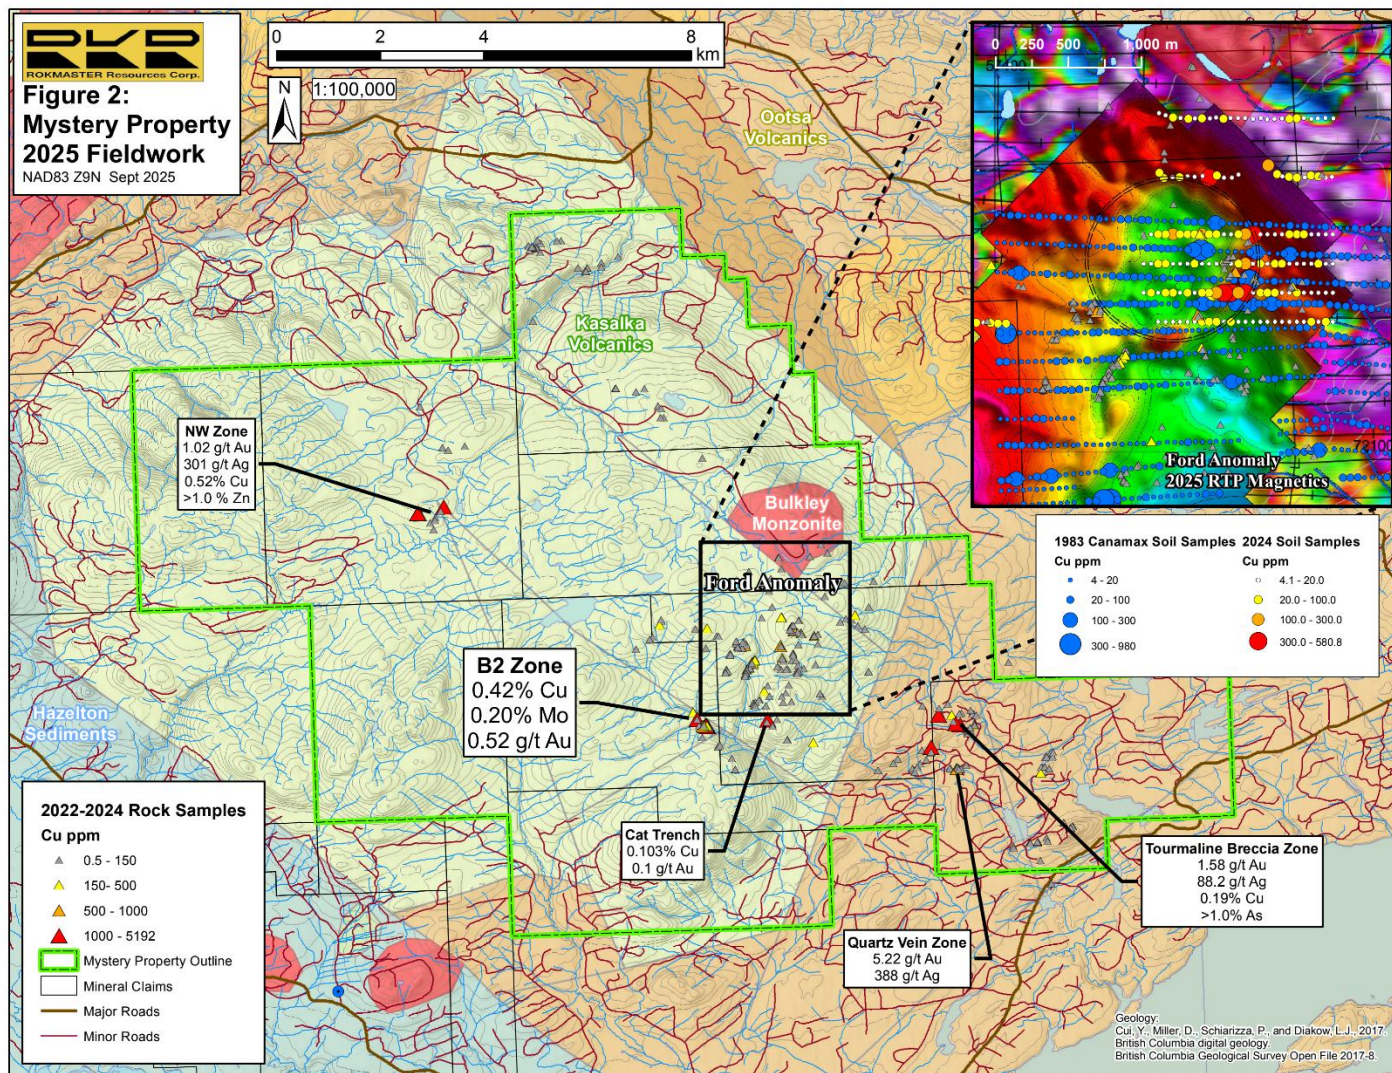 RKR
ROKMASTER Resources Corp.
Figure 2:
Mystery Property
2025 Fieldwork
NAD83 Z9N Sept 2025
0 2 4 8
km
N
1:100,000
Ootsa
Volcanics
Kasalka
Volcanics
NW Zone
1.02 g/t Au
301 g/t Ag
0.52% Cu
>1.0 % Zn
Bulkley
Monzonite
Ford Anomaly
B2 Zone
0.42% Cu
0.20% Mo
0.52 g/t Au
Hazelton
Sediments
Cat Trench
0.103% Cu
0.1 g/t Au
Quartz Vein Zone
5.22 g/t Au
388 g/t Ag
Tourmaline Breccia Zone
1.58 g/t Au
88.2 g/t Ag
0.19% Cu
>1.0% As
0 250 500 1,000 m
72100
Ford Anomaly
2025 RTP Magnetics
1983 Canamax Soil Samples
Cu ppm
4 - 20
20 - 100
100 - 300
300 - 980
2024 Soil Samples
Cu ppm
4.1 - 20.0
20.0 - 100.0
100.0 - 300.0
300.0 - 580.8
2022-2024 Rock Samples
Cu ppm
0.5 - 150
150- 500
500 - 1000
1000 - 5192
Mystery Property Outline
Mineral Claims
Major Roads
Minor Roads
Geology:
Cui, Y., Miller, D., Schiarizza, P., and Diakow, L.J., 2017.
British Columbia digital geology.
British Columbia Geological Survey Open File 2017-8.